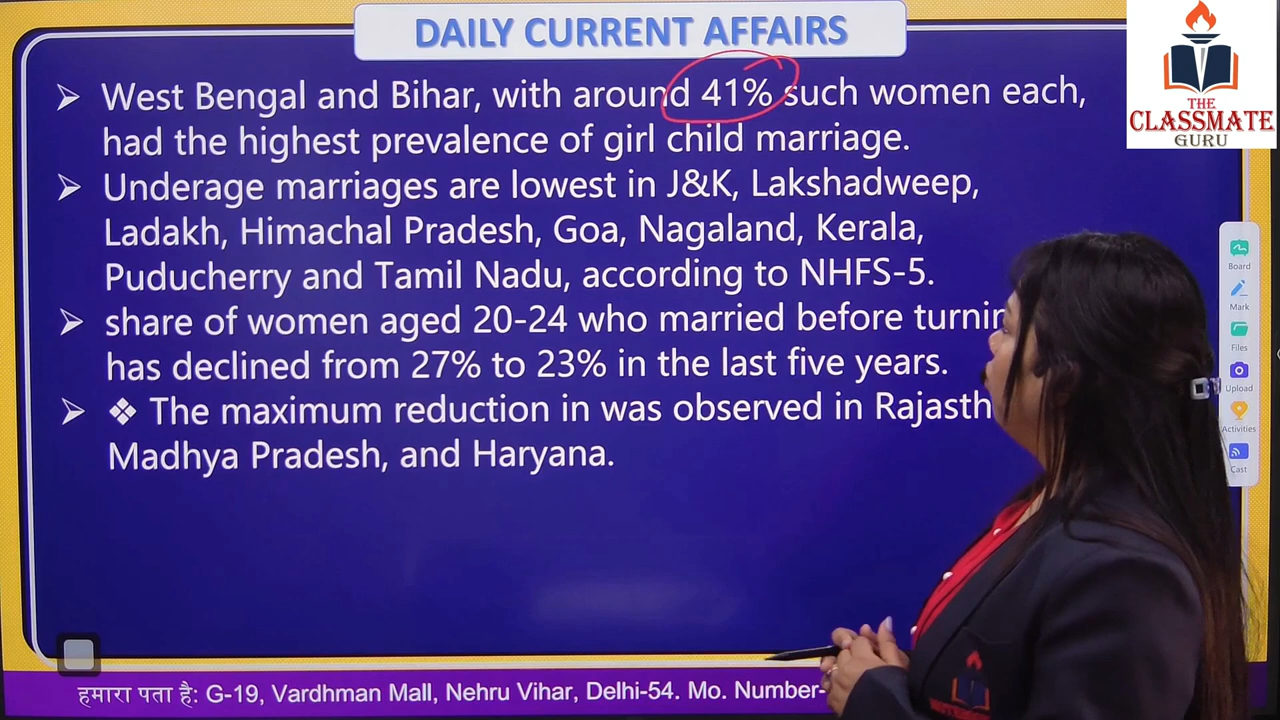 DAILY CURRENT AFFAIRS
THE
CLASSMATE
GURU
➢ West Bengal and Bihar, with around 41% such women each,
had the highest prevalence of girl child marriage.
➢ Underage marriages are lowest in J&K, Lakshadweep,
Ladakh, Himachal Pradesh, Goa, Nagaland, Kerala,
Puducherry and Tamil Nadu, according to NHFS-5.
➢ share of women aged 20-24 who married before
has declined from 27% to 23% in the last five years.
➢ ❖ The maximum reduction in was observed in
Madhya Pradesh, and Haryana.
Board
Mark
Files
Upload
Activities
Cast
हमारा पता है: G-19, Vardhman Mall, Nehru Vihar, Delhi-54. Mo. Number-